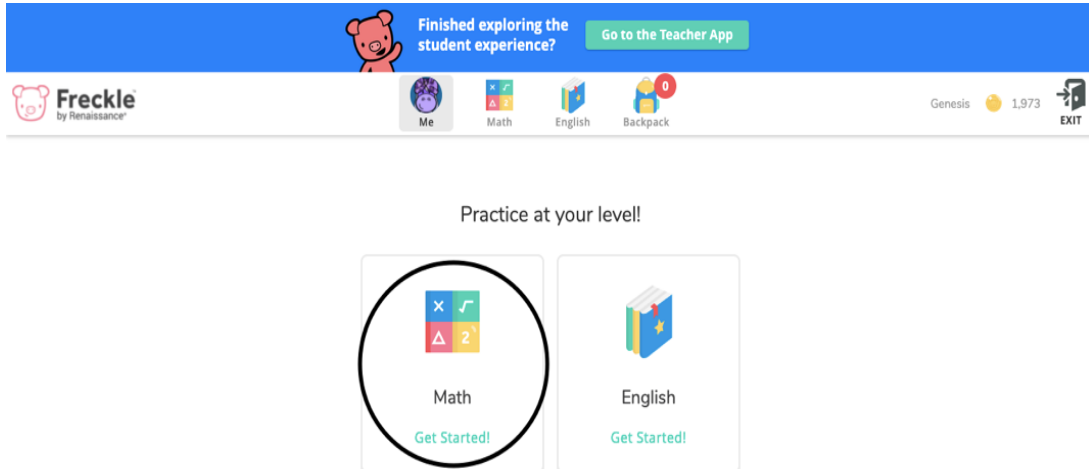 Finished exploring the
student experience?
Go to the Teacher App
Freckle
by Renaissance®
Me
Math
English
Backpack
0
Genesis
1,973
EXIT
Practice at your level!
Math
Get Started!
English
Get Started!